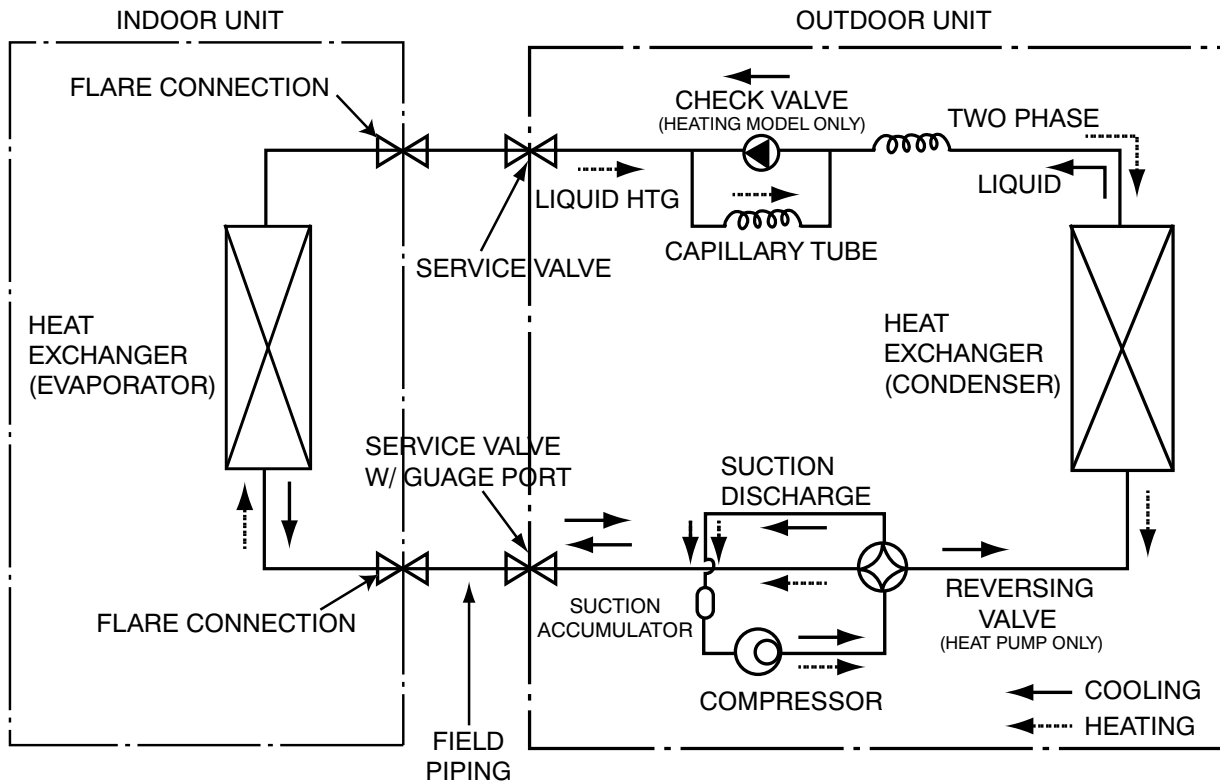 INDOOR UNIT
OUTDOOR UNIT
FLARE CONNECTION
CHECK VALVE
(HEATING MODEL ONLY)
TWO PHASE
LIQUID HTG
LIQUID
CAPILLARY TUBE
SERVICE VALVE
HEAT
EXCHANGER
(EVAPORATOR)
HEAT
EXCHANGER
(CONDENSER)
SERVICE VALVE
W/ GUAGE PORT
SUCTION
DISCHARGE
FLARE CONNECTION
SUCTION
ACCUMULATOR
REVERSING
VALVE
(HEAT PUMP ONLY)
COMPRESSOR
COOLING
HEATING
FIELD
PIPING